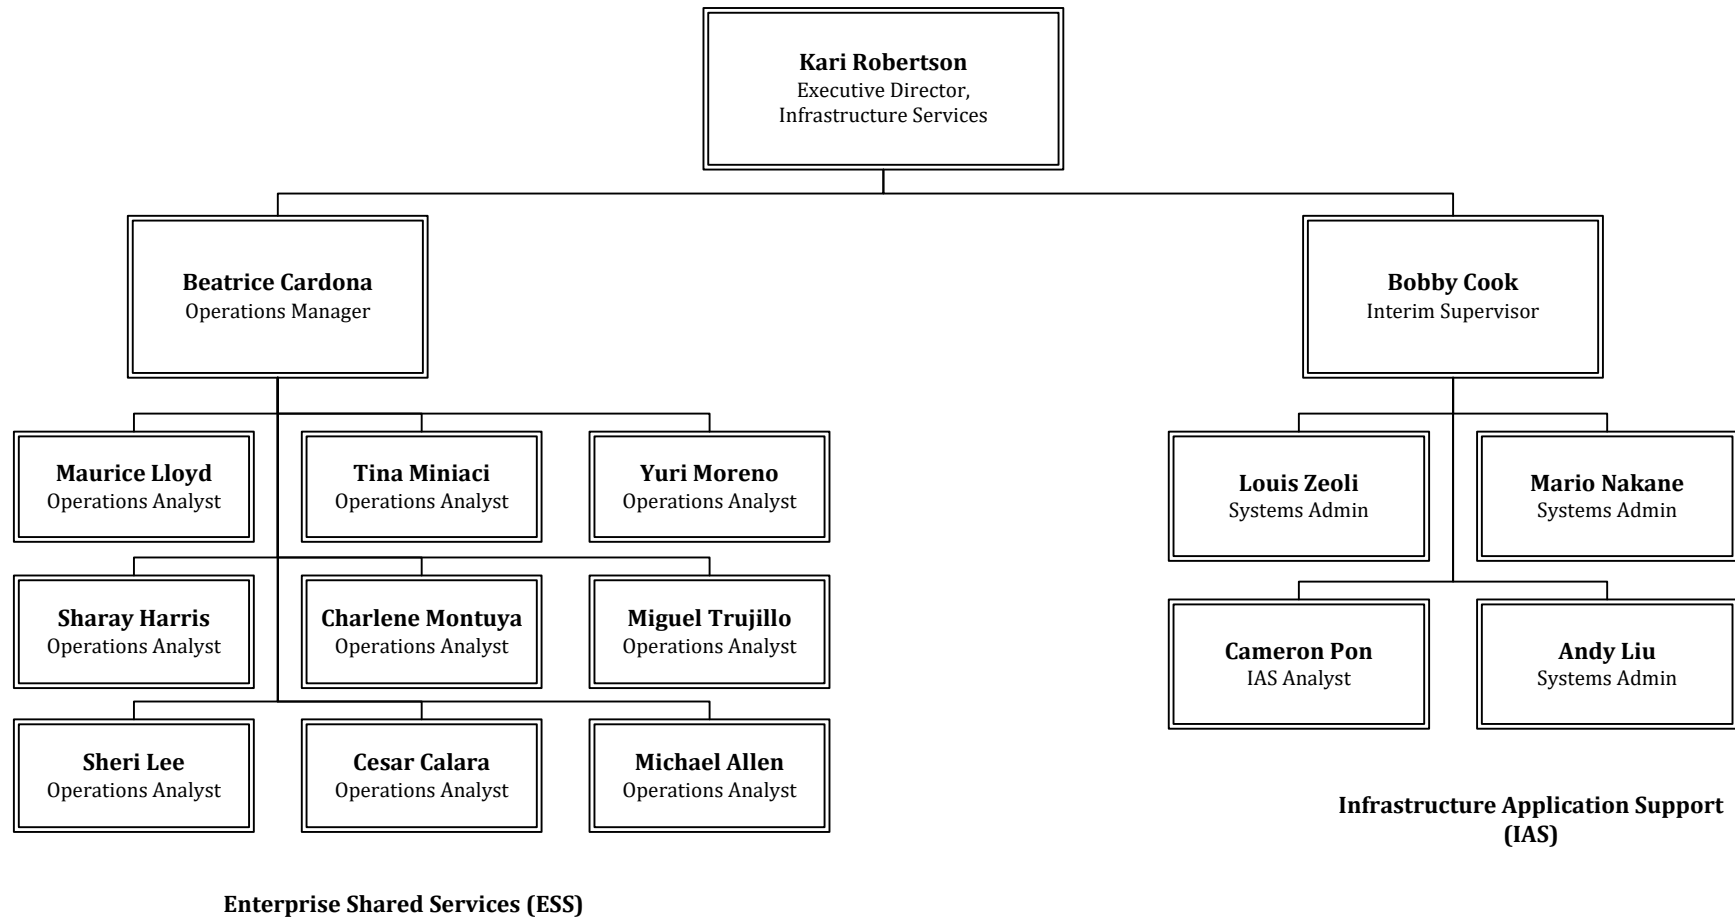 Kari Robertson
Executive Director,
Infrastructure Services
Beatrice Cardona
Operations Manager
Bobby Cook
Interim Supervisor
Maurice Lloyd
Operations Analyst
Tina Miniaci
Operations Analyst
Yuri Moreno
Operations Analyst
Louis Zeoli
Systems Admin
Mario Nakane
Systems Admin
Sharay Harris
Operations Analyst
Charlene Montuya
Operations Analyst
Miguel Trujillo
Operations Analyst
Cameron Pon
IAS Analyst
Andy Liu
Systems Admin
Sheri Lee
Operations Analyst
Cesar Calara
Operations Analyst
Michael Allen
Operations Analyst
Infrastructure Application Support
(IAS)
Enterprise Shared Services (ESS)